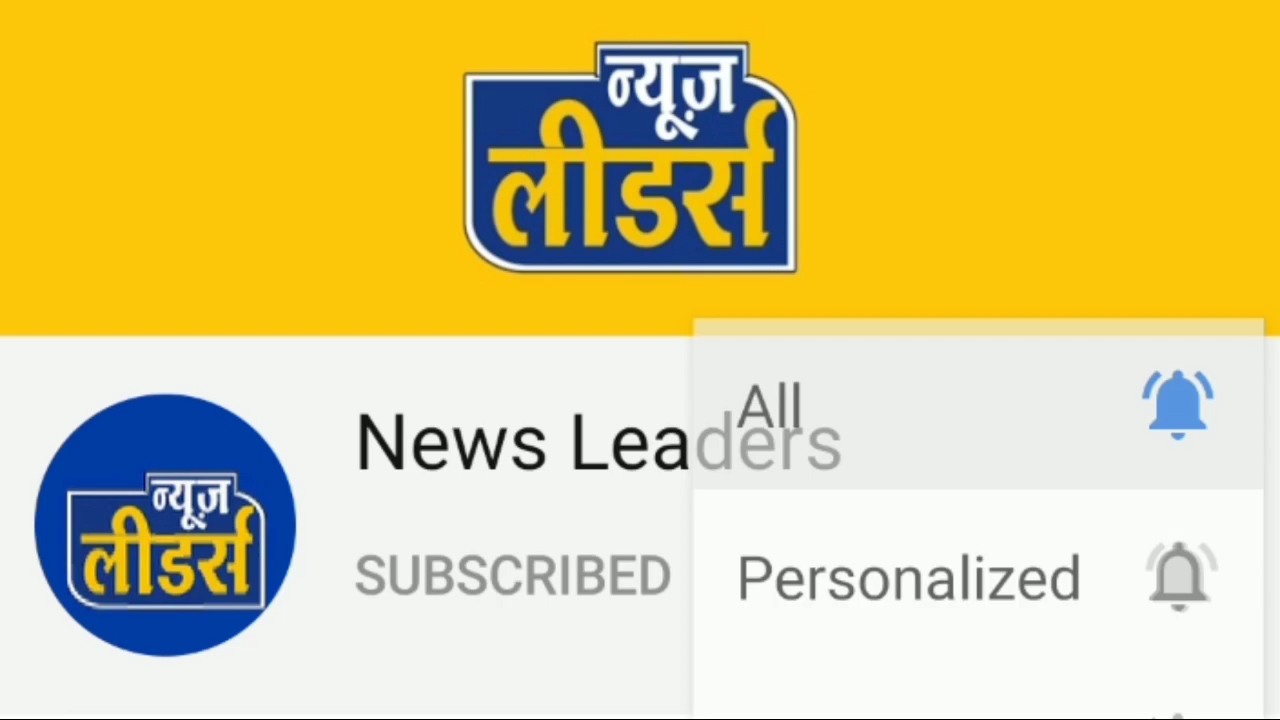 न्यूज़
लीडर्स
न्यूज़
लीडर्स
News Leaders
SUBSCRIBED
All
Personalized